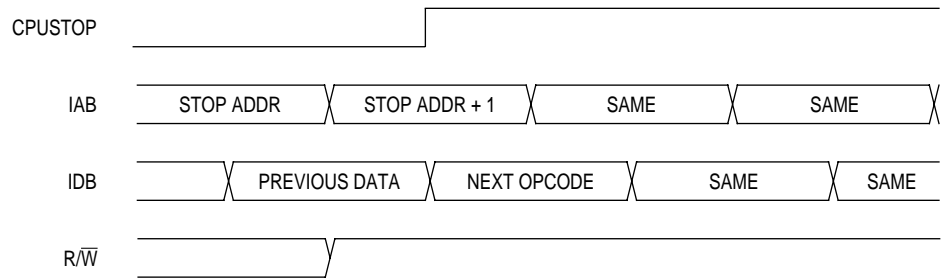 CPUSTOP
IAB STOP ADDR STOP ADDR + 1 SAME SAME
IDB PREVIOUS DATA NEXT OPCODE SAME SAME
R/W̅